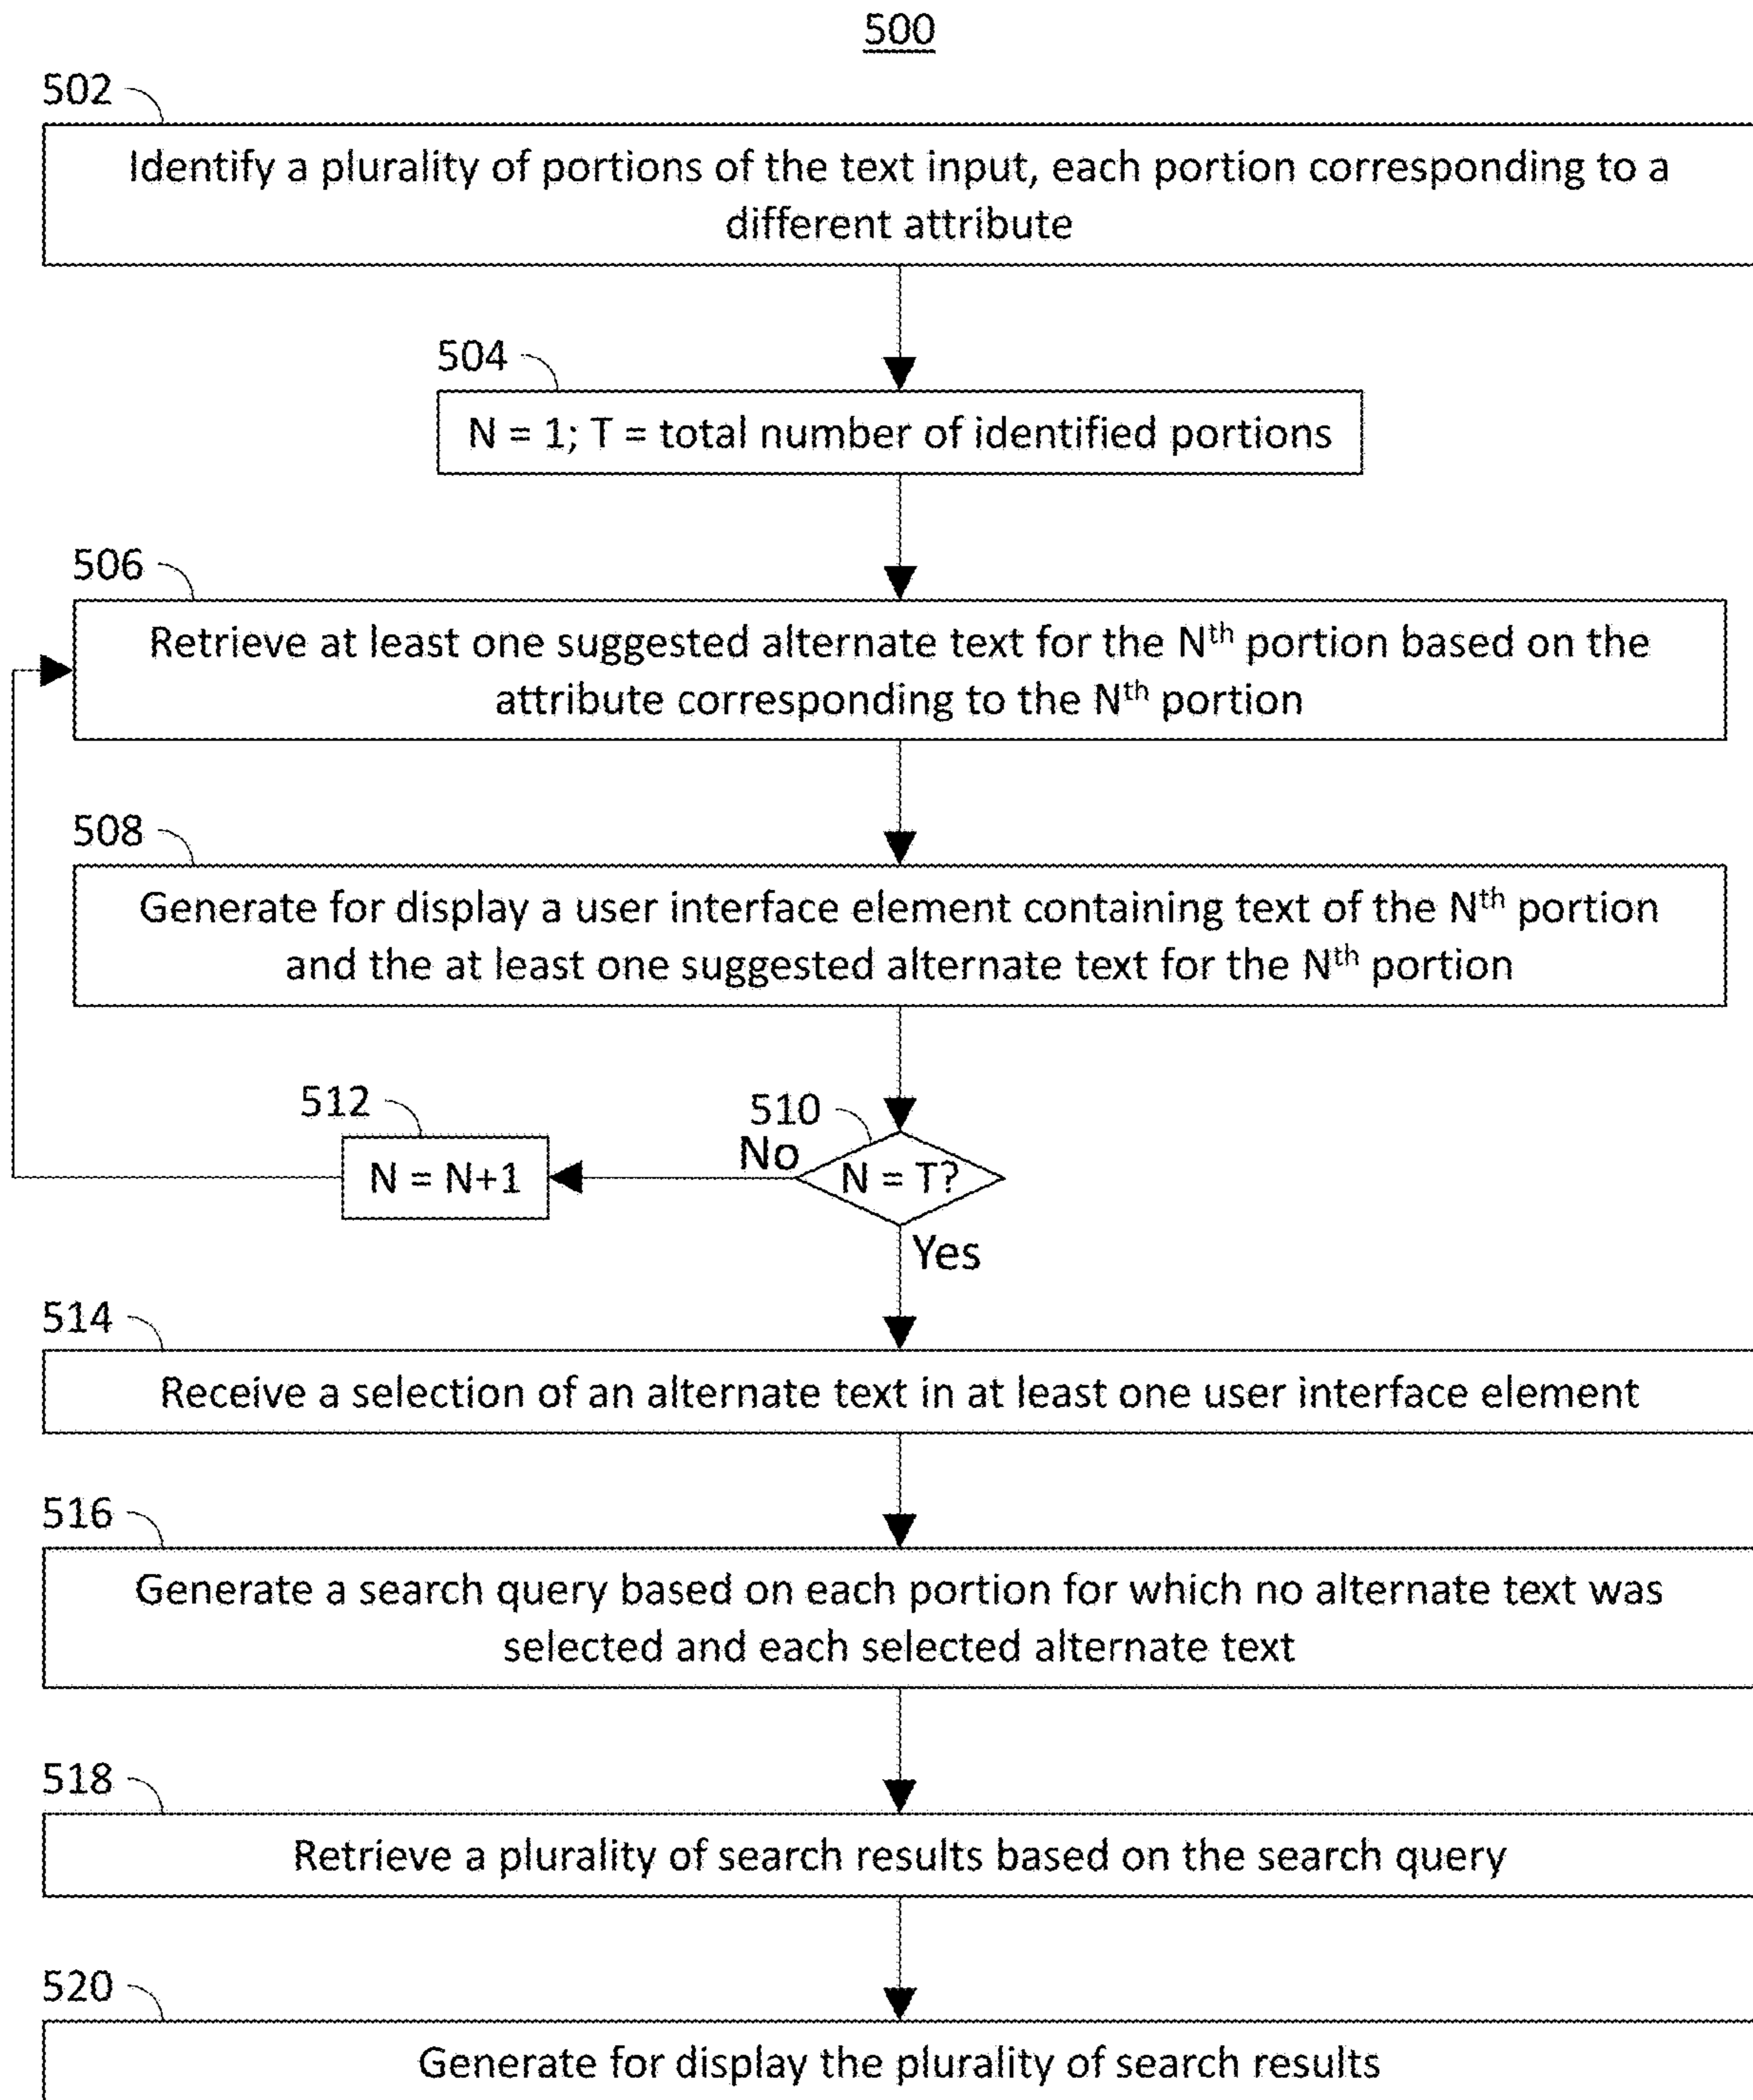 500
502
Identify a plurality of portions of the text input, each portion corresponding to a
different attribute
504
N = 1; T = total number of identified portions
506
Retrieve at least one suggested alternate text for the Nth portion based on the
attribute corresponding to the Nth portion
508
Generate for display a user interface element containing text of the Nth portion
and the at least one suggested alternate text for the Nth portion
512
510
No
N = N+1
N = T?
Yes
514
Receive a selection of an alternate text in at least one user interface element
516
Generate a search query based on each portion for which no alternate text was
selected and each selected alternate text
518
Retrieve a plurality of search results based on the search query
520
Generate for display the plurality of search results